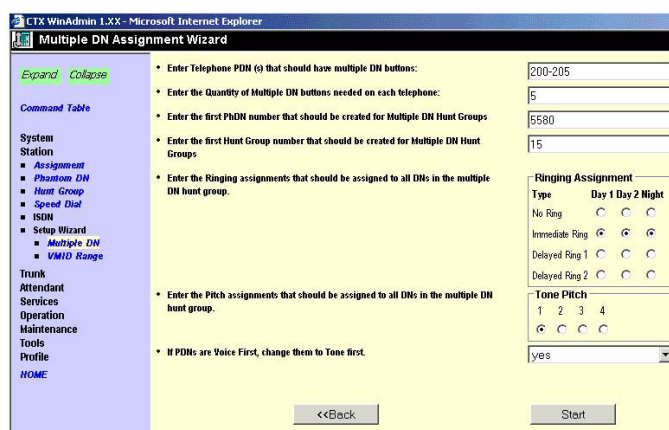 CTX WinAdmin 1.XX - Microsoft Internet Explorer
Multiple DN Assignment Wizard
Expand Collapse
Command Table
System
Station
Assignment
Phantom DN
Hunt Group
Speed Dial
ISDN
Setup Wizard
Multiple DN
VMID Range
Trunk
Attendant
Services
Operation
Maintenance
Tools
Profile
HOME
• Enter Telephone PDN (s) that should have multiple DN buttons:
200-205
• Enter the Quantity of Multiple DN buttons needed on each telephone:
5
• Enter the first PhDN number that should be created for Multiple DN Hunt Groups
5580
• Enter the first Hunt Group number that should be created for Multiple DN Hunt
Groups
15
• Enter the Ringing assignments that should be assigned to all DNs in the multiple
DN hunt group.
Ringing Assignment
Type Day 1 Day 2 Night
No Ring
Immediate Ring
Delayed Ring 1
Delayed Ring 2
• Enter the Pitch assignments that should be assigned to all DNs in the multiple DN
hunt group.
Tone Pitch
1 2 3 4
• If PDNs are Voice First, change them to Tone first.
yes
<<Back
Start